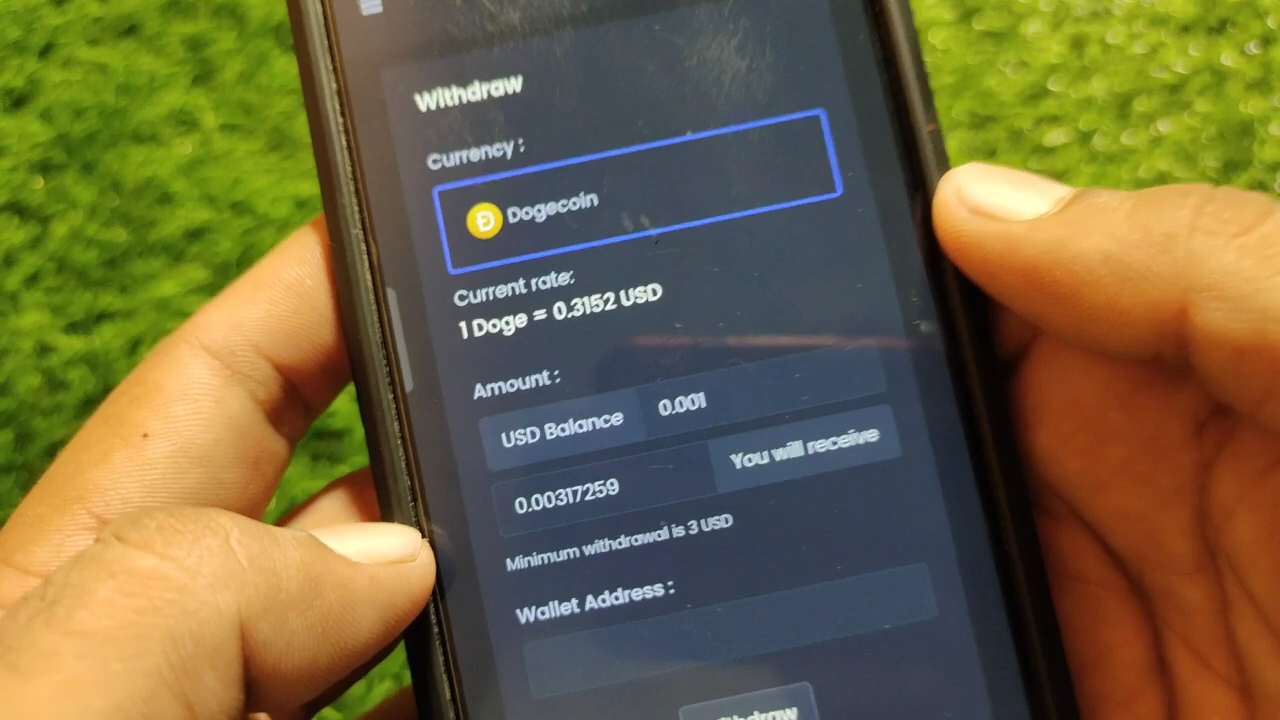 Withdraw
Currency :
Dogecoin
Current rate:
1 Doge = 0.3152 USD
Amount :
USD Balance 0.001
0.00317259 You will receive
Minimum withdrawal is 3 USD
Wallet Address :
Withdraw